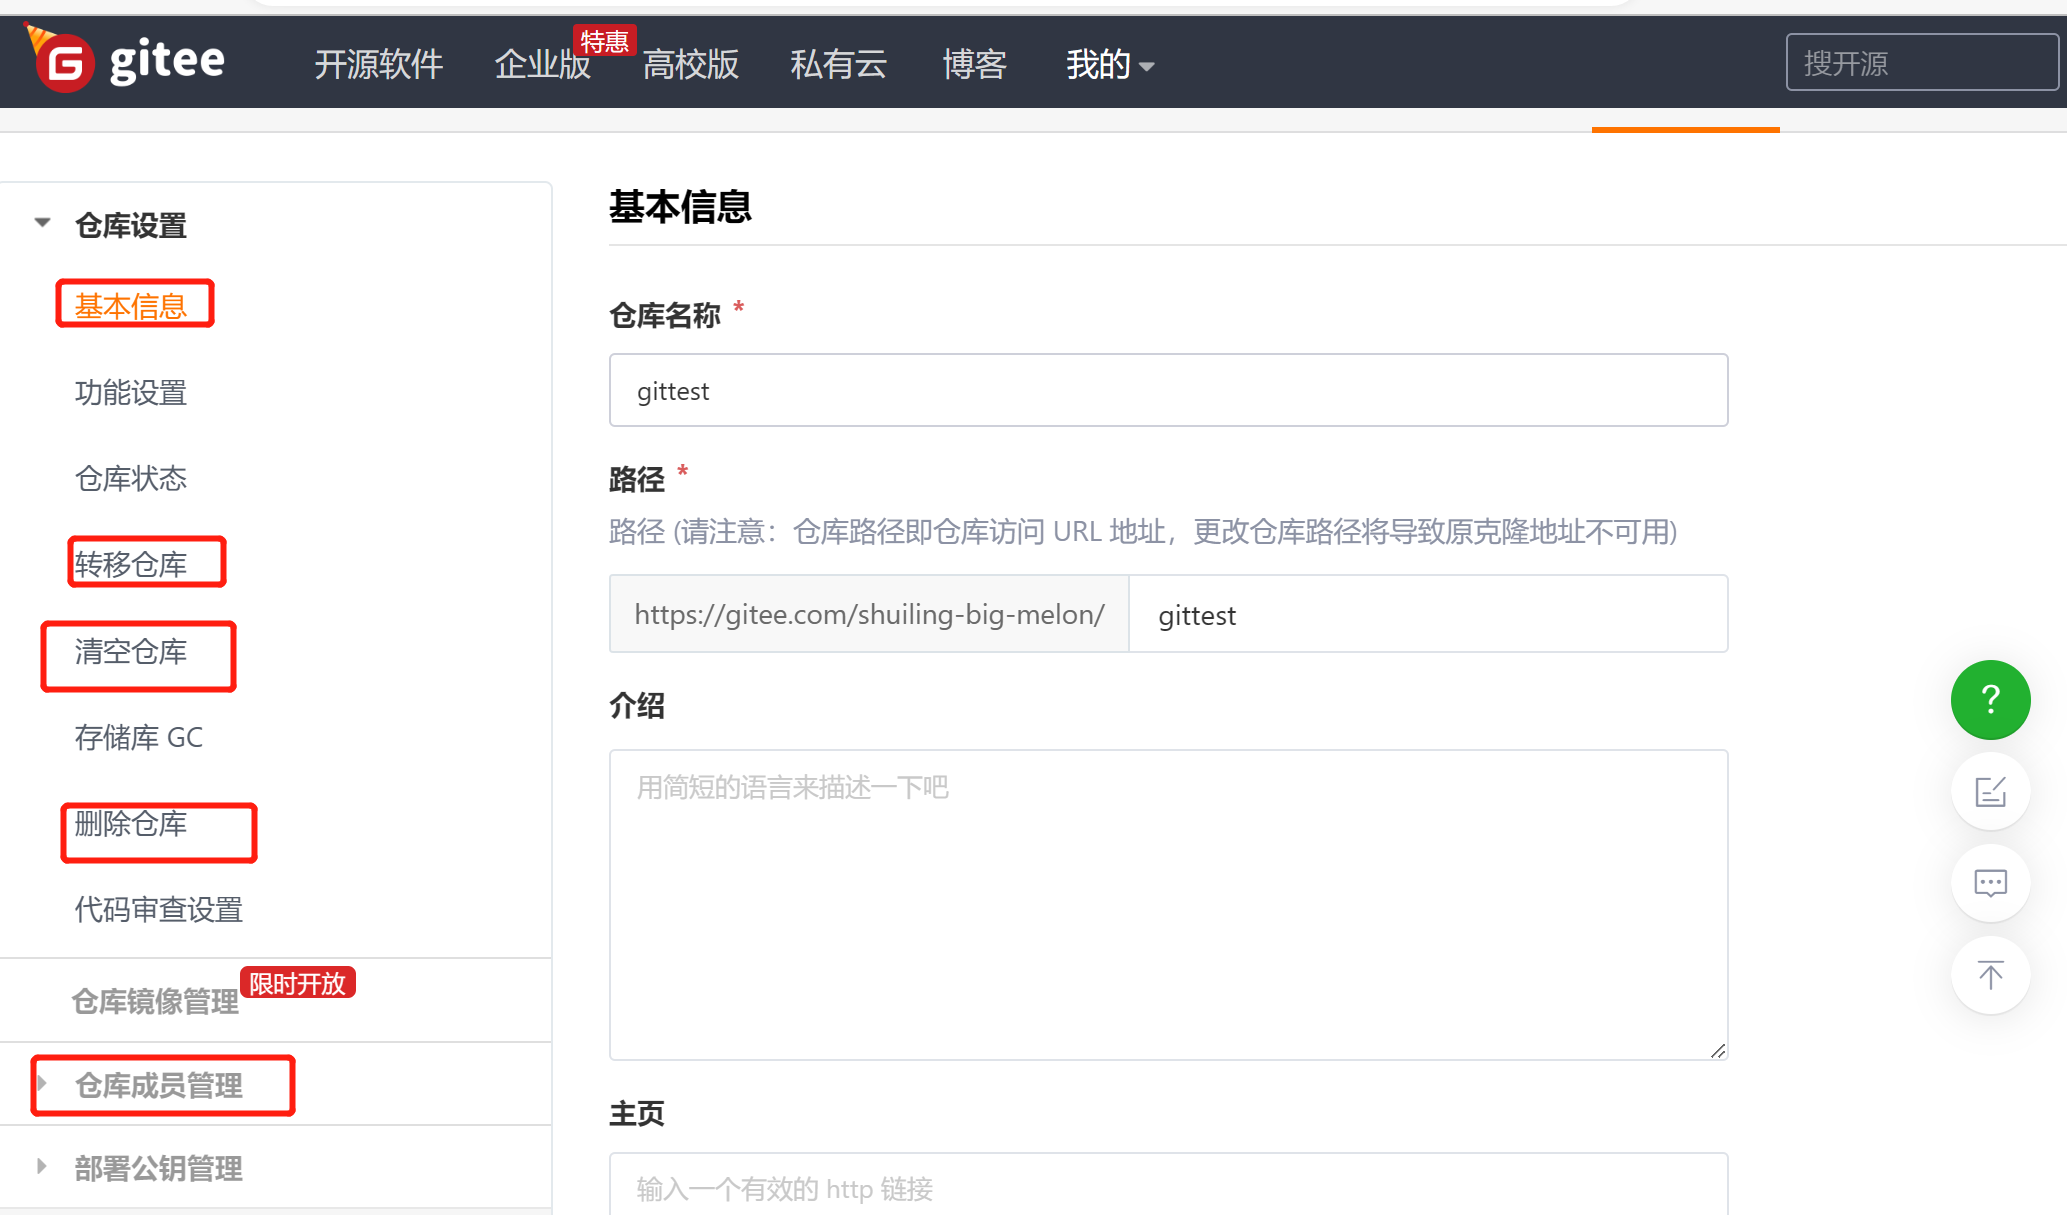 gitee 开源软件 企业版 特惠 高校版 私有云 博客 我的 搜开源
仓库设置
基本信息
功能设置
仓库状态
转移仓库
清空仓库
存储库 GC
删除仓库
代码审查设置
仓库镜像管理 限时开放
仓库成员管理
部署公钥管理
基本信息
仓库名称 *
gittest
路径 *
路径 (请注意：仓库路径即仓库访问 URL 地址，更改仓库路径将导致原克隆地址不可用)
https://gitee.com/shuiling-big-melon/ gittest
介绍
用简短的语言来描述一下吧
主页
输入一个有效的 http 链接
?